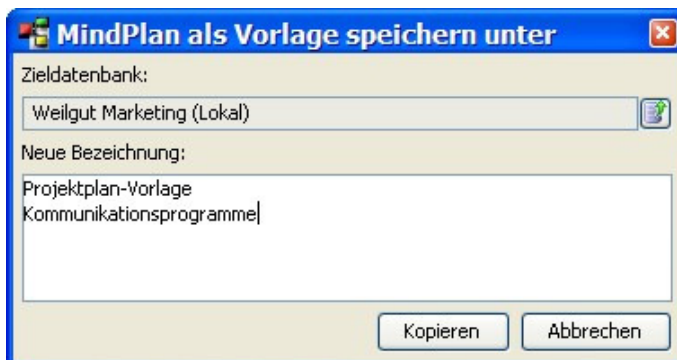 MindPlan als Vorlage speichern unter
Zieldatenbank:
Weilgut Marketing (Lokal)
Neue Bezeichnung:
Projektplan-Vorlage
Kommunikationsprogramme
Kopieren Abbrechen